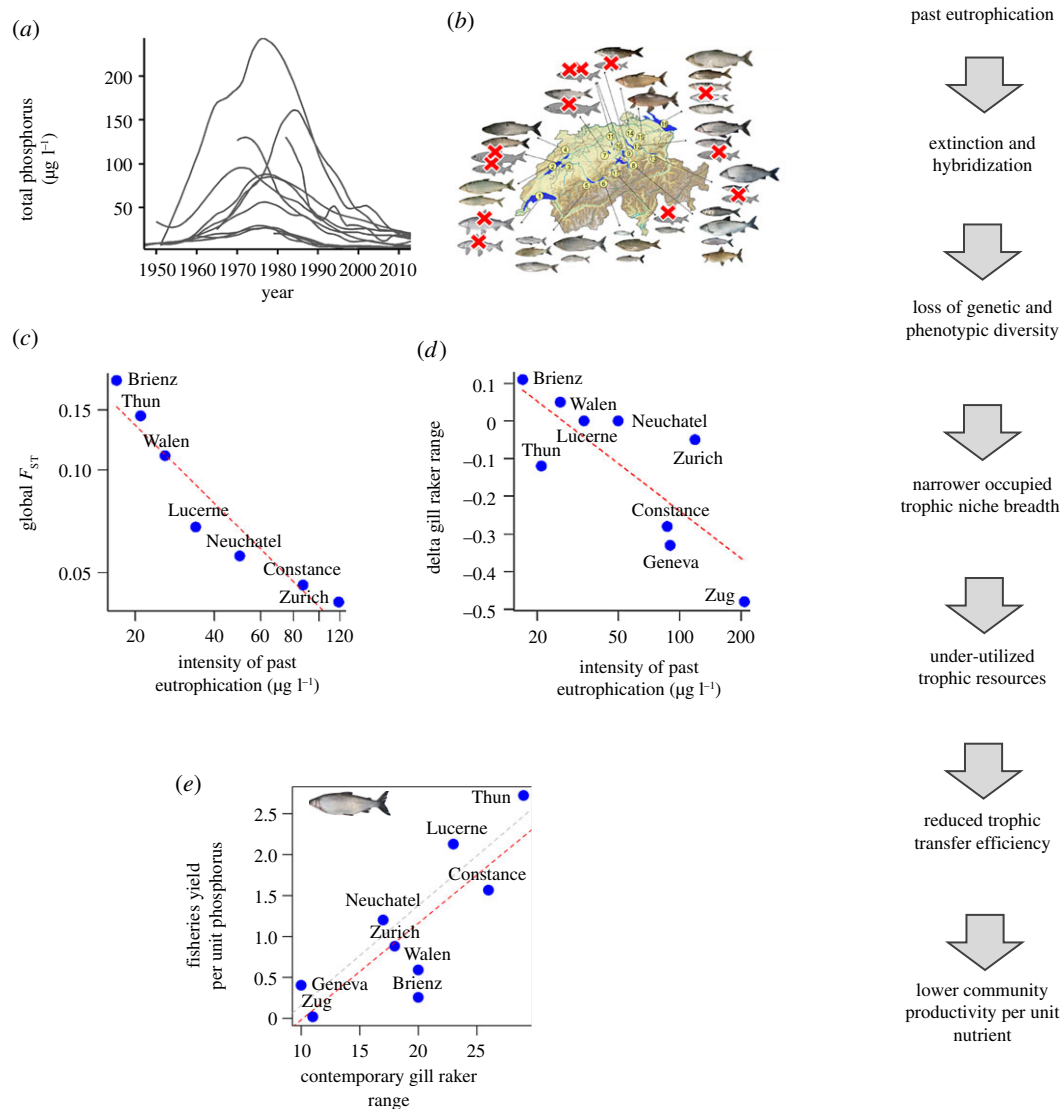 (a)
200
150
100
50
total phosphorus
(µg l⁻¹)
1950 1960 1970 1980 1990 2000 2010
year
(b)
(c)
Brienz
Thun
Walen
Lucerne
Neuchatel
Constance
Zurich
0.15
0.10
0.05
global F_ST
20 40 60 80 120
intensity of past
eutrophication (µg l⁻¹)
(d)
Brienz
Walen
Neuchatel
Lucerne
Thun
Zurich
Constance
Geneva
Zug
0.1
0
–0.1
–0.2
–0.3
–0.4
–0.5
delta gill raker range
20 50 100 200
intensity of past
eutrophication (µg l⁻¹)
(e)
Thun
Lucerne
Constance
Neuchatel
Zurich
Walen
Brienz
Geneva
Zug
2.5
2.0
1.5
1.0
0.5
0
fisheries yield
per unit phosphorus
10 15 20 25
contemporary gill raker
range
past eutrophication
extinction and
hybridization
loss of genetic and
phenotypic diversity
narrower occupied
trophic niche breadth
under-utilized
trophic resources
reduced trophic
transfer efficiency
lower community
productivity per unit
nutrient